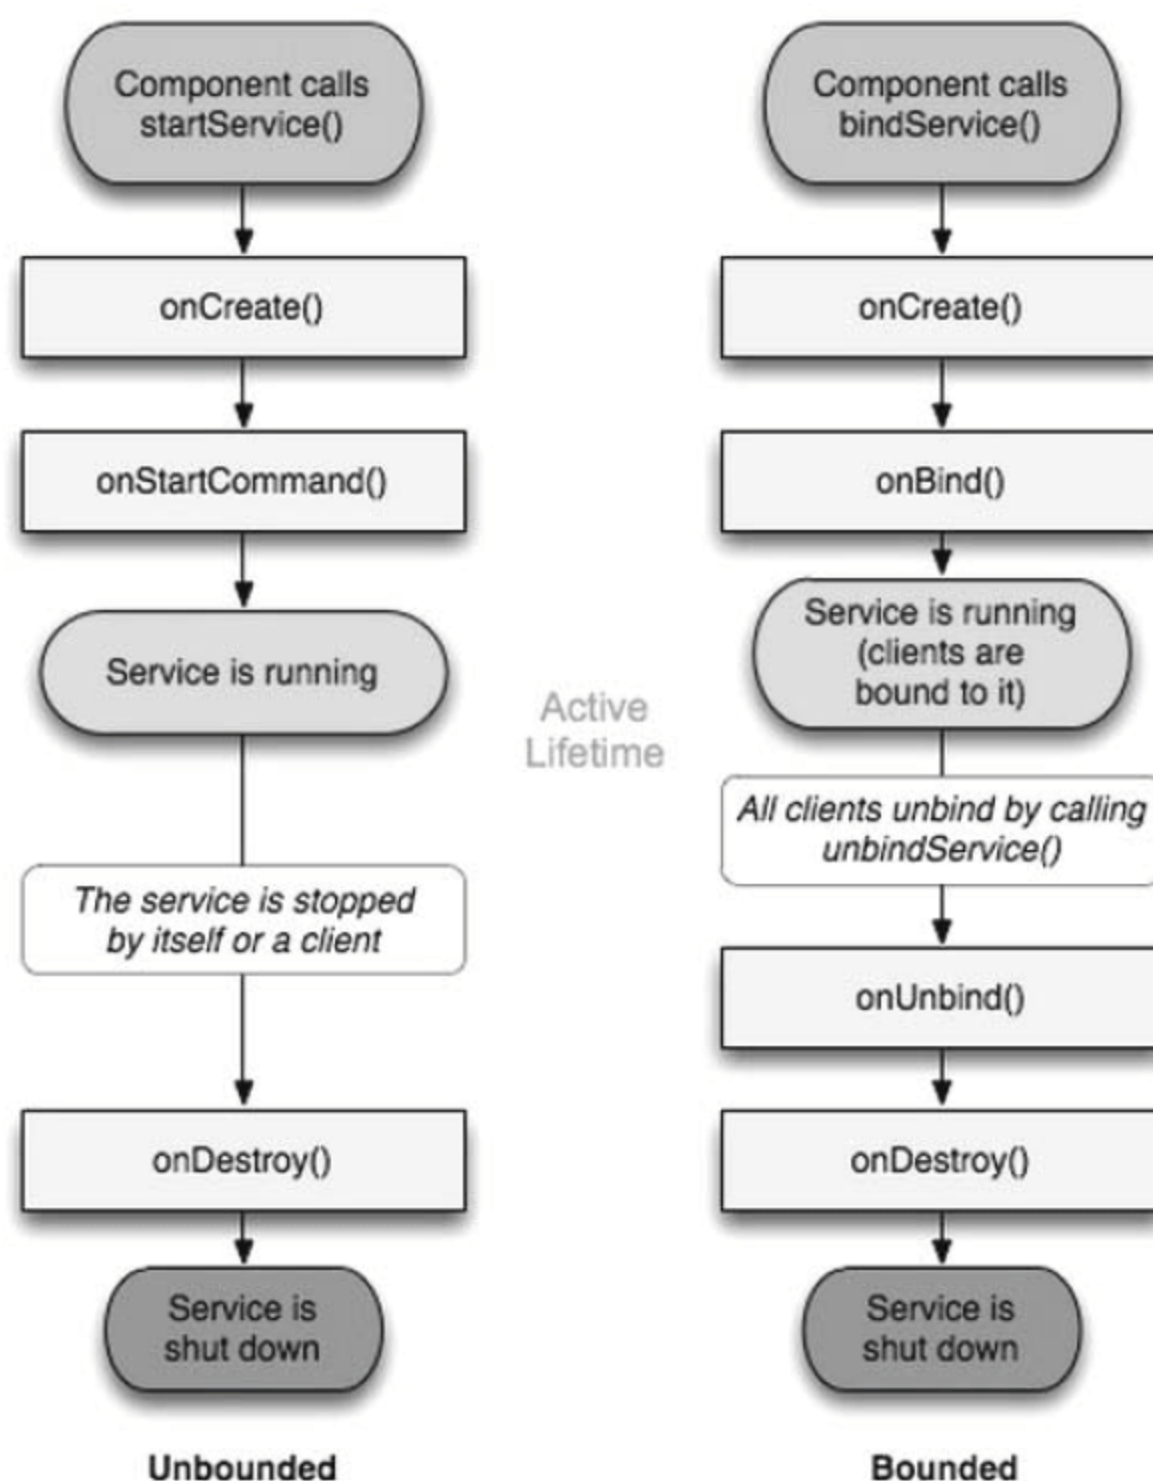 Component calls
startService()
onCreate()
onStartCommand()
Service is running
The service is stopped
by itself or a client
onDestroy()
Service is
shut down
Unbounded
Active
Lifetime
Component calls
bindService()
onCreate()
onBind()
Service is running
(clients are
bound to it)
All clients unbind by calling
unbindService()
onUnbind()
onDestroy()
Service is
shut down
Bounded